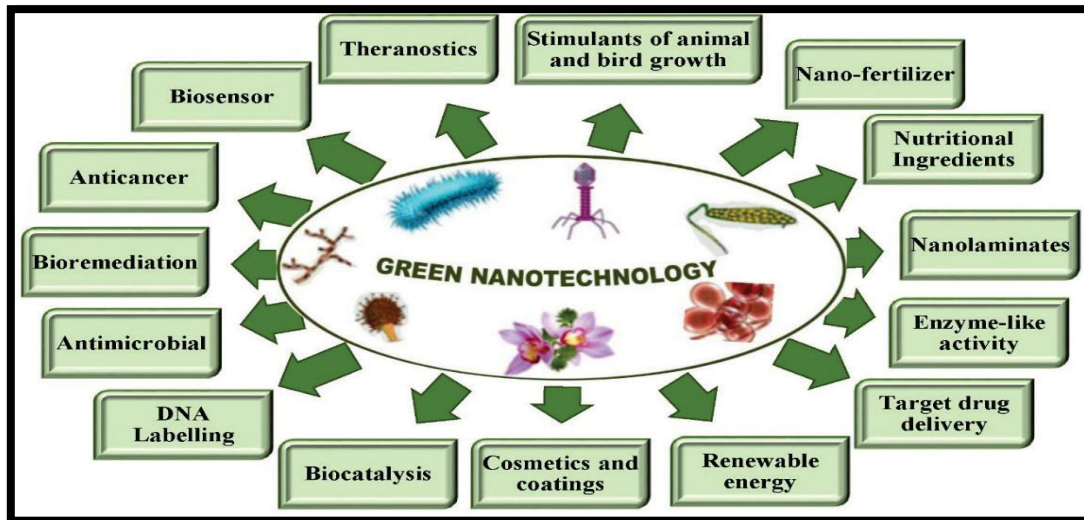 Theranostics
Stimulants of animal
and bird growth
Nano-fertilizer
Biosensor
Nutritional
Ingredients
Anticancer
Bioremediation
GREEN NANOTECHNOLOGY
Nanolaminates
Antimicrobial
Enzyme-like
activity
DNA
Labelling
Target drug
delivery
Biocatalysis
Cosmetics and
coatings
Renewable
energy